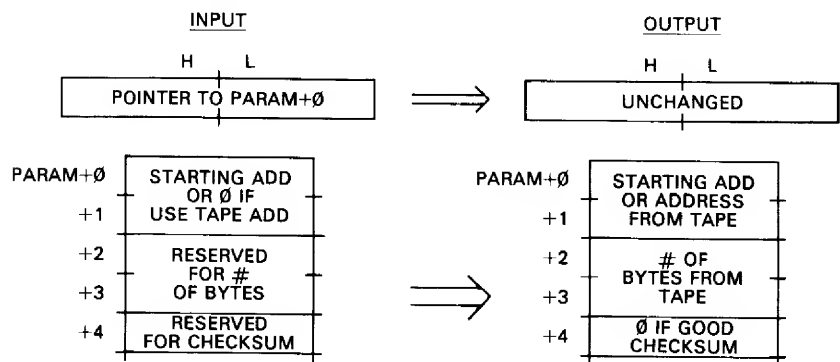 INPUT
H L
POINTER TO PARAM+Ø
PARAM+Ø
+1
+2
+3
+4
STARTING ADD
OR Ø IF
USE TAPE ADD
RESERVED
FOR #
OF BYTES
RESERVED
FOR CHECKSUM
OUTPUT
H L
UNCHANGED
PARAM+Ø
+1
+2
+3
+4
STARTING ADD
OR ADDRESS
FROM TAPE
# OF
BYTES FROM
TAPE
Ø IF GOOD
CHECKSUM